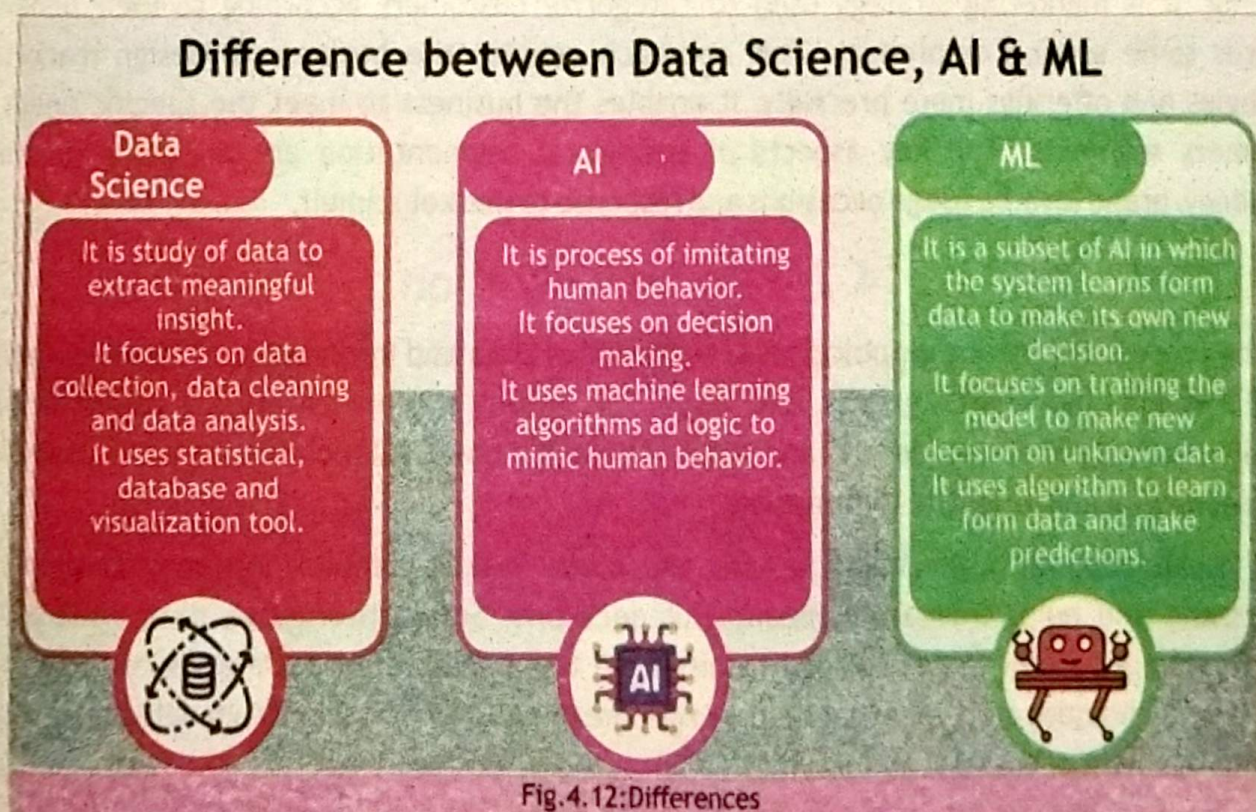 Difference between Data Science, AI & ML
Data
Science
It is study of data to
extract meaningful
insight.
It focuses on data
collection, data cleaning
and data analysis.
It uses statistical,
database and
visualization tool.
AI
It is process of imitating
human behavior.
It focuses on decision
making.
It uses machine learning
algorithms ad logic to
mimic human behavior.
AI
ML
It is a subset of AI in which
the system learns form
data to make its own new
decision.
It focuses on training the
model to make new
decision on unknown data.
It uses algorithm to learn
form data and make
predictions.
Fig.4.12:Differences